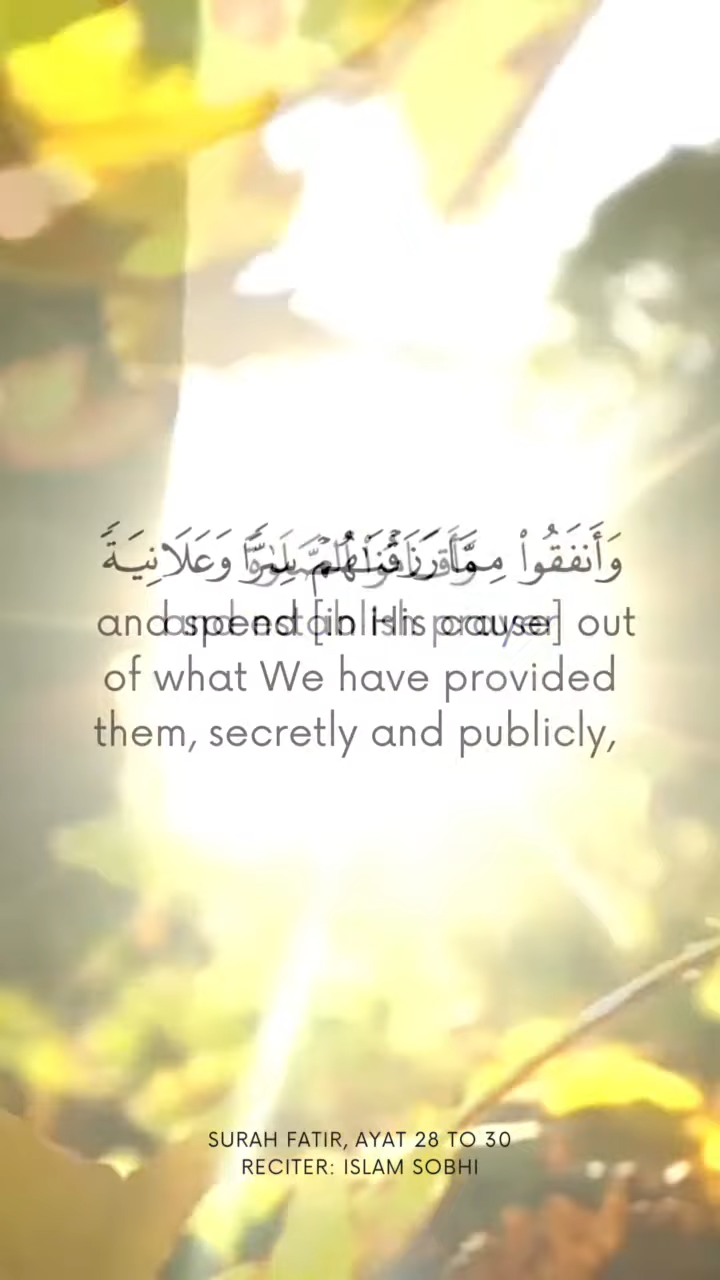 وَأَنفَقُوا۟ مِمَّا رَزَقْنَٰهُمْ سِرًّا وَعَلَانِيَةً
and spend [in His cause] out
of what We have provided
them, secretly and publicly,
SURAH FATIR, AYAT 28 TO 30
RECITER: ISLAM SOBHI